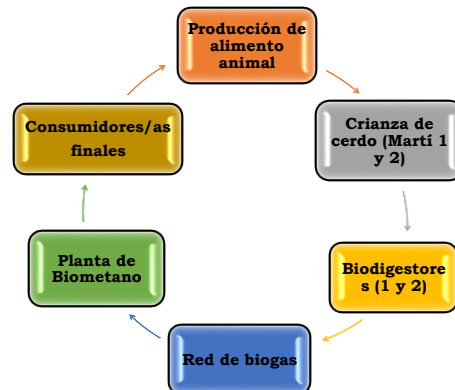 Producción de
alimento
animal
Crianza de
cerdo (Martí 1
y 2)
Biodigestore
s (1 y 2)
Red de biogas
Planta de
Biometano
Consumidores/as
finales